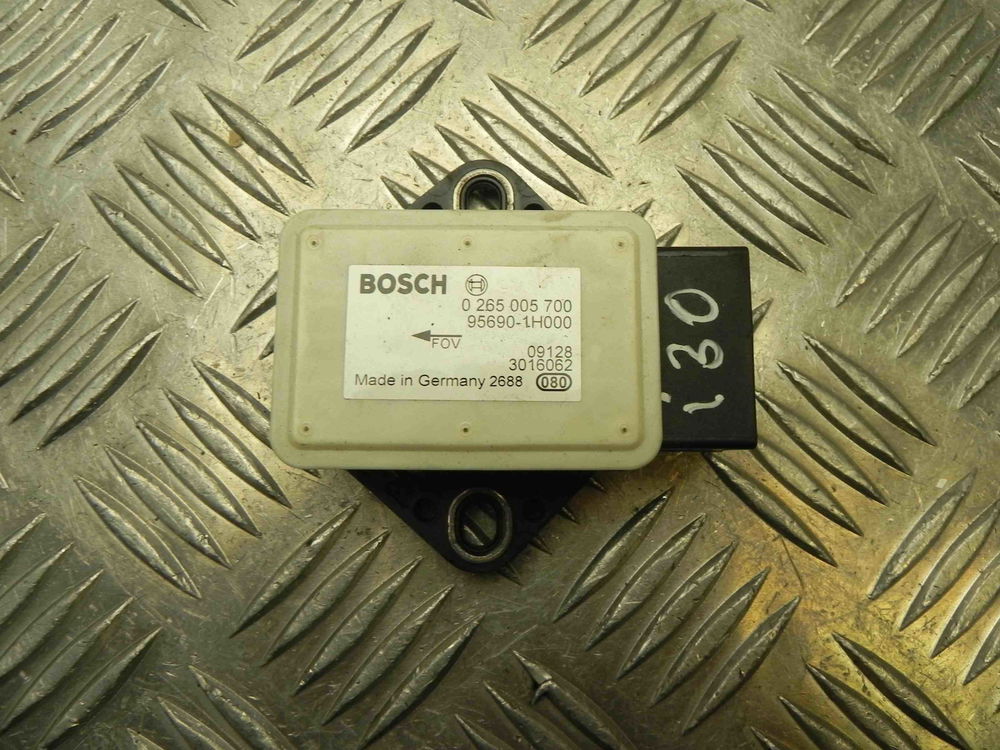 BOSCH
0 265 005 700
95690-1H000
FOV
09128
3016062
Made in Germany 2688 080
i30